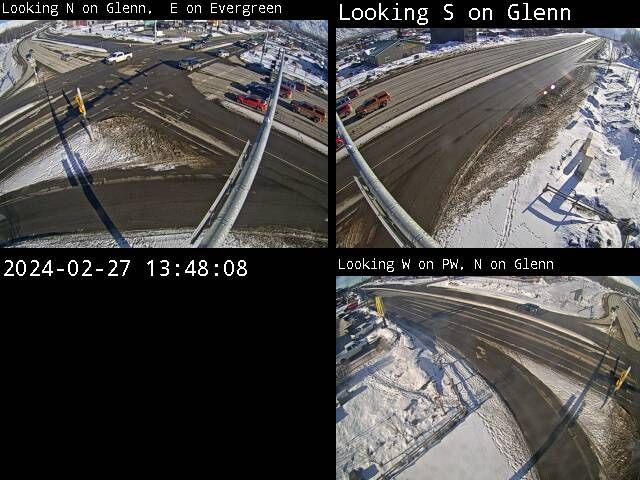 Looking N on Glenn,  E on Evergreen
Looking S on Glenn
2024-02-27 13:48:08
Looking W on PW, N on Glenn